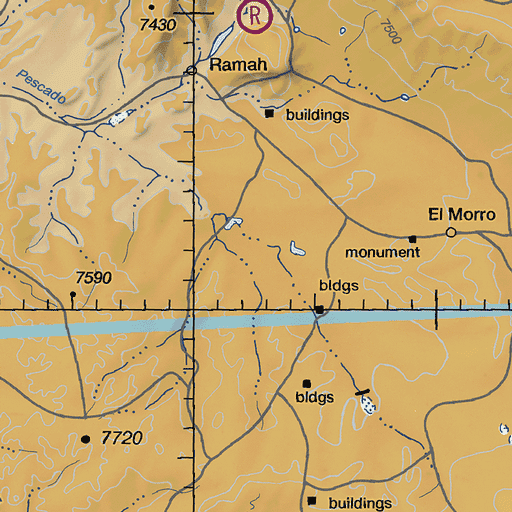 7430
R
7500
Ramah
Pescado
buildings
El Morro
monument
7590
bldgs
bldgs
7720
buildings